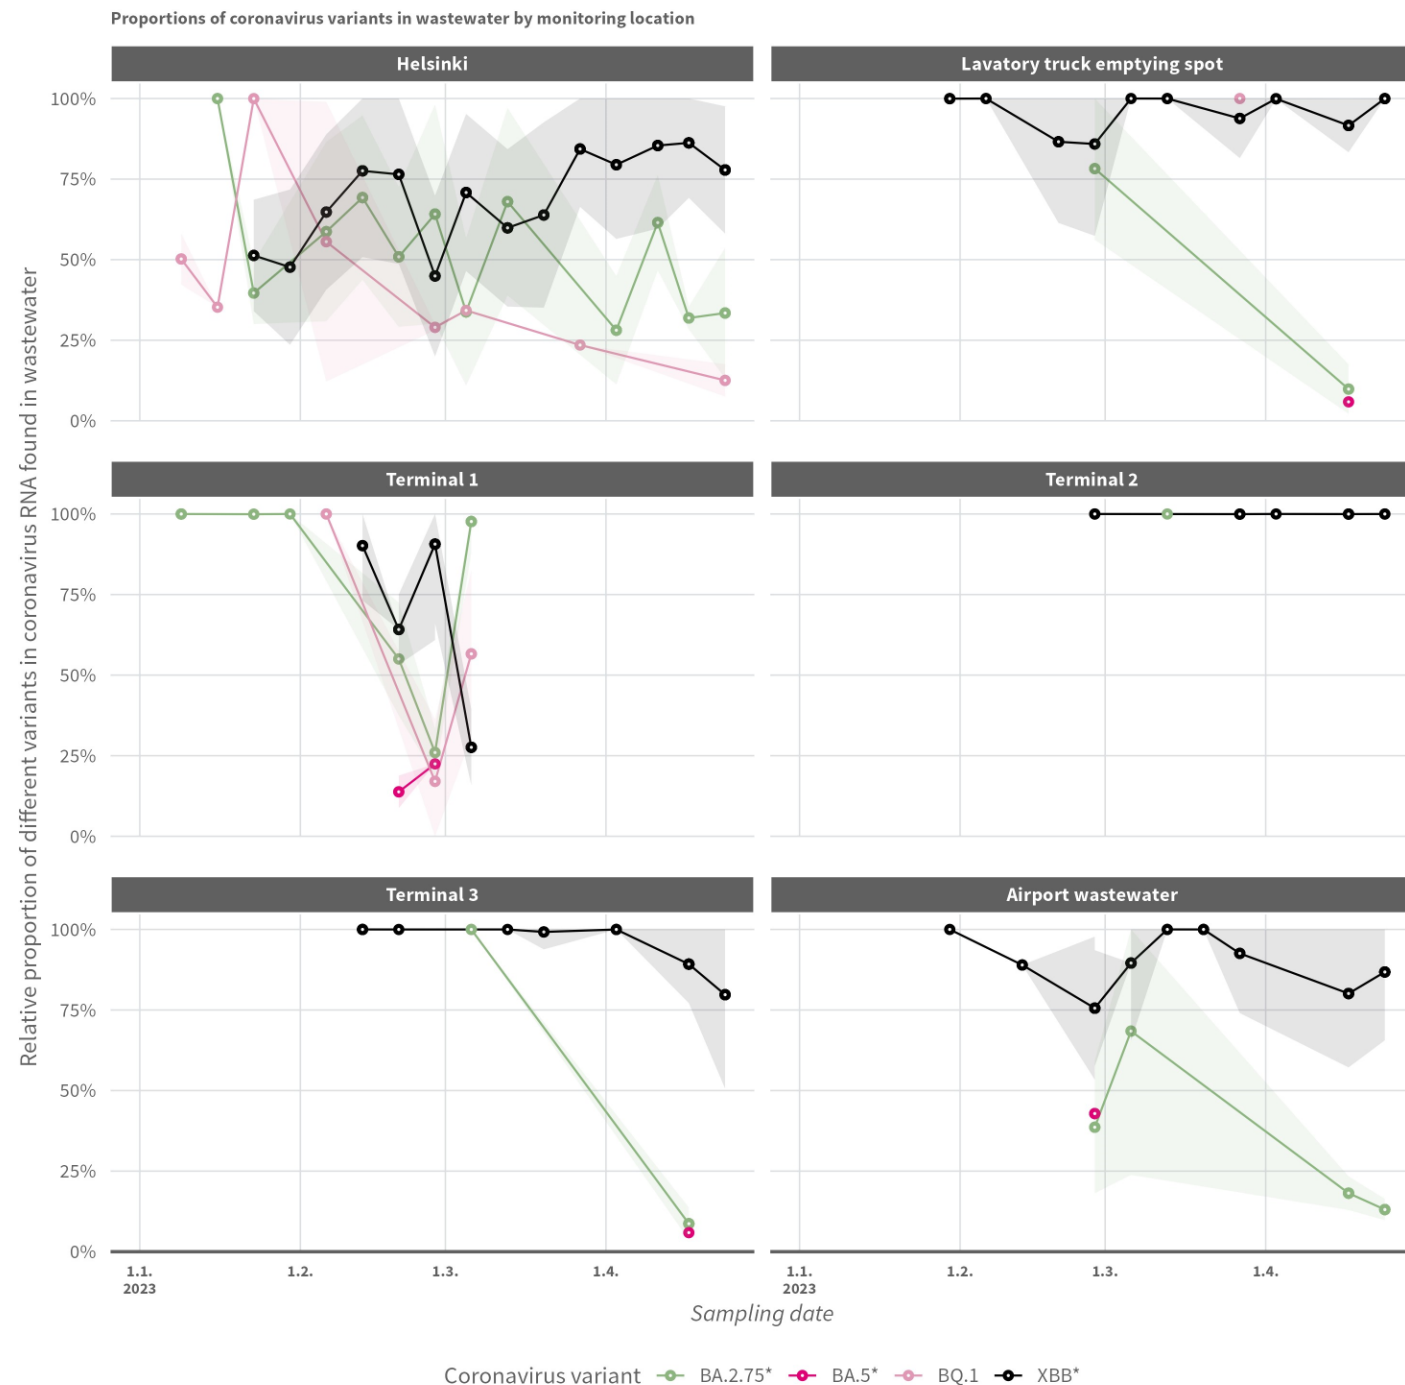 Proportions of coronavirus variants in wastewater by monitoring location
Relative proportion of different variants in coronavirus RNA found in wastewater
Helsinki
Lavatory truck emptying spot
100%
75%
50%
25%
0%
Terminal 1
Terminal 2
100%
75%
50%
25%
0%
Terminal 3
Airport wastewater
100%
75%
50%
25%
0%
1.1. 1.2. 1.3. 1.4. 1.1. 1.2. 1.3. 1.4.
2023 2023
Sampling date
Coronavirus variant BA.2.75* BA.5* BQ.1 XBB*